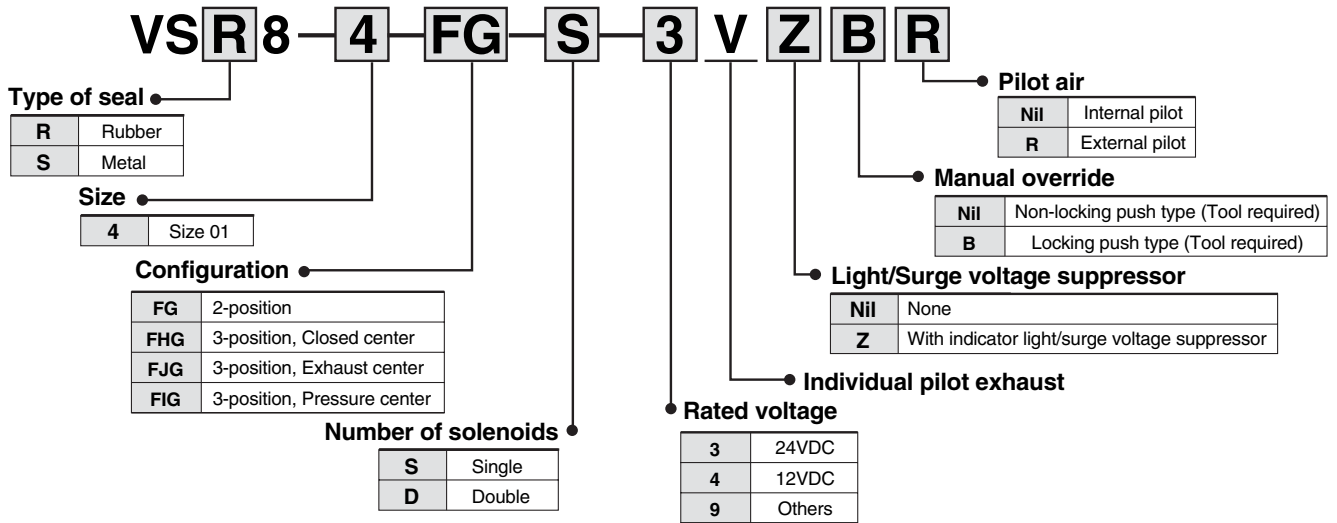 VSR8-4-FG-S-3VZBR
Type of seal
R Rubber
S Metal
Size
4 Size 01
Configuration
FG 2-position
FHG 3-position, Closed center
FJG 3-position, Exhaust center
FIG 3-position, Pressure center
Number of solenoids
S Single
D Double
Rated voltage
3 24VDC
4 12VDC
9 Others
Individual pilot exhaust
Light/Surge voltage suppressor
Nil None
Z With indicator light/surge voltage suppressor
Manual override
Nil Non-locking push type (Tool required)
B Locking push type (Tool required)
Pilot air
Nil Internal pilot
R External pilot